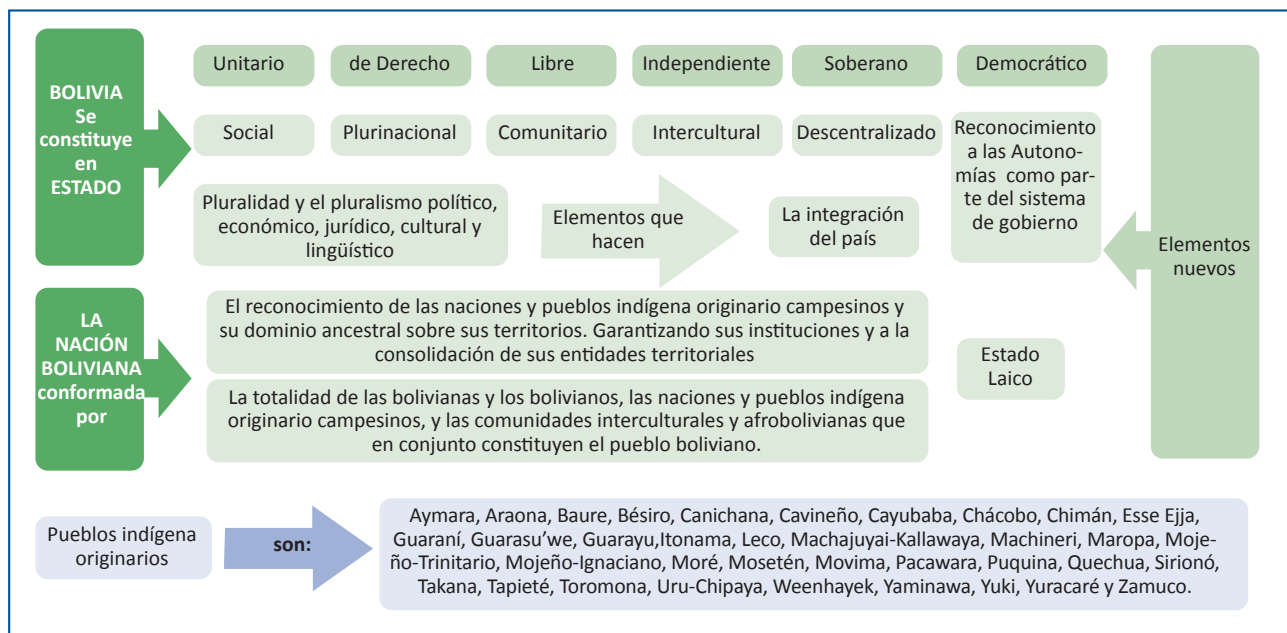 BOLIVIA
Se
constituye
en
ESTADO
Unitario
de Derecho
Libre
Independiente
Soberano
Democrático
Social
Plurinacional
Comunitario
Intercultural
Descentralizado
Reconocimiento
a las Autono-
mías como par-
te del sistema
de gobierno
Pluralidad y el pluralismo político,
económico, jurídico, cultural y
lingüístico
Elementos que
hacen
La integración
del país
Elementos
nuevos
LA
NACIÓN
BOLIVIANA
conformada
por
El reconocimiento de las naciones y pueblos indígena originario campesinos y
su dominio ancestral sobre sus territorios. Garantizando sus instituciones y a la
consolidación de sus entidades territoriales
Estado
Laico
La totalidad de las bolivianas y los bolivianos, las naciones y pueblos indígena
originario campesinos, y las comunidades interculturales y afrobolivianas que
en conjunto constituyen el pueblo boliviano.
Pueblos indígena
originarios
son:
Aymara, Araona, Baure, Bésiro, Canichana, Cavineño, Cayubaba, Chácobo, Chimán, Esse Ejja,
Guaraní, Guarasu’we, Guarayu,Itonama, Leco, Machajuyai-Kallawaya, Machineri, Maropa, Moje-
ño-Trinitario, Mojeño-Ignaciano, Moré, Mosetén, Movima, Pacawara, Puquina, Quechua, Sirionó,
Takana, Tapieté, Toromona, Uru-Chipaya, Weenhayek, Yaminawa, Yuki, Yuracaré y Zamuco.